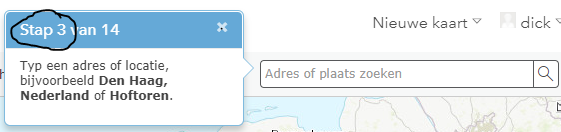 Stap 3 van 14
Nieuwe kaart
dick
Typ een adres of locatie,
bijvoorbeeld Den Haag,
Nederland of Hoftoren.
Adres of plaats zoeken